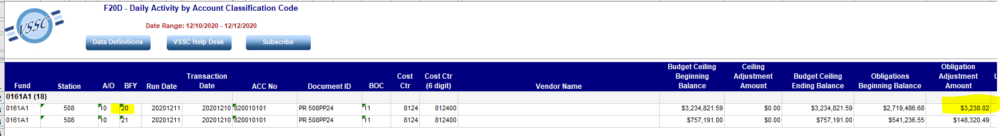 F20D - Daily Activity by Account Classification Code
VSSC
Date Range: 12/10/2020 - 12/12/2020
Data Definitions VSSC Help Desk Subscribe
Fund Station A/O BFY Run Date Transaction Date ACC No Document ID BOC Cost Ctr Cost Ctr (6 digit) Vendor Name Budget Ceiling Beginning Balance Ceiling Adjustment Amount Budget Ceiling Ending Balance Obligations Beginning Balance Obligation Adjustment Amount
0161A1 (18)
0161A1 508 10 20 20201211 20201210 820010101 PR 508PP24 11 8124 812400 $3,234,821.59 $0.00 $3,234,821.59 $2,719,486.68 $3,238.02
0161A1 508 10 21 20201211 20201210 820010101 PR 508PP24 11 8124 812400 $757,191.00 $0.00 $757,191.00 $541,236.55 $148,320.49